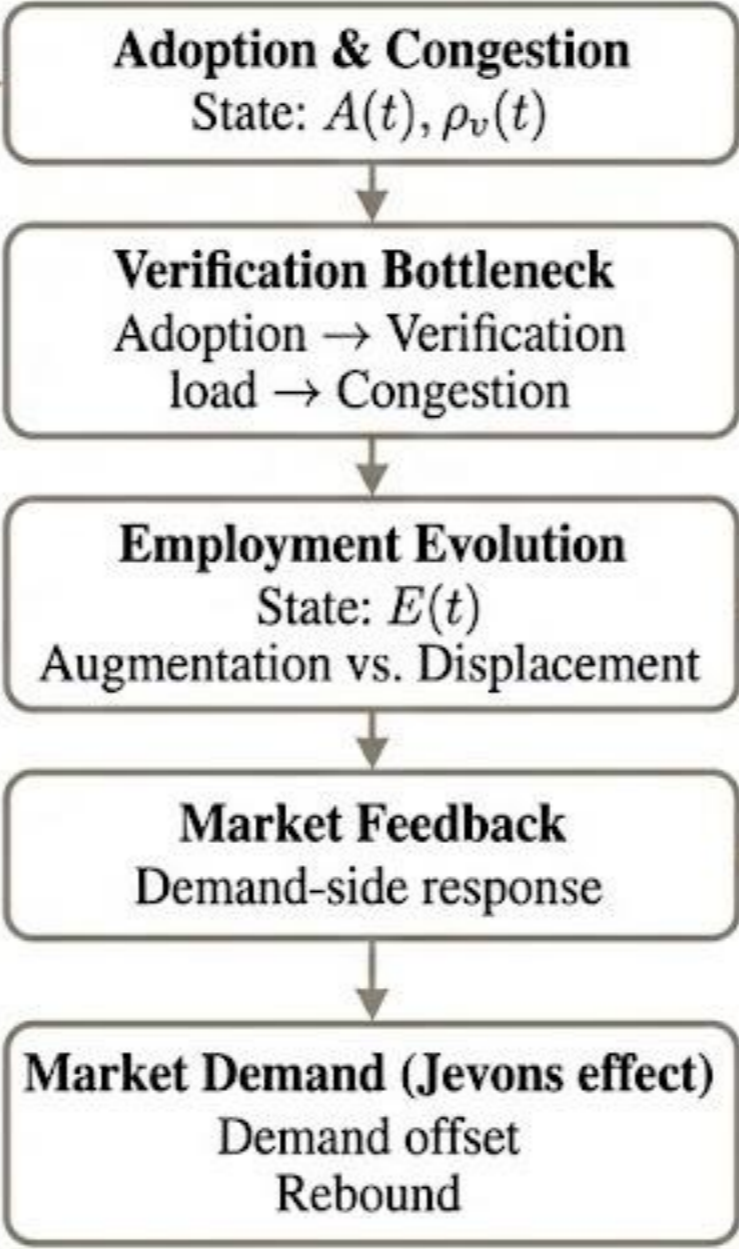 Adoption & Congestion
State: A(t), ρᵥ(t)
Verification Bottleneck
Adoption → Verification
load → Congestion
Employment Evolution
State: E(t)
Augmentation vs. Displacement
Market Feedback
Demand-side response
Market Demand (Jevons effect)
Demand offset
Rebound